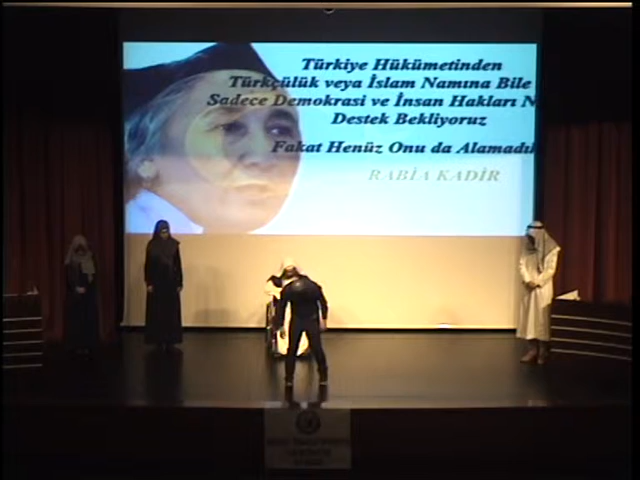 Türkiye Hükümetinden
Türkçülük veya İslam Namına Bile
Sadece Demokrasi ve İnsan Hakları N
Destek Bekliyoruz
Fakat Henüz Onu da Alamadık
RABİA KADİR